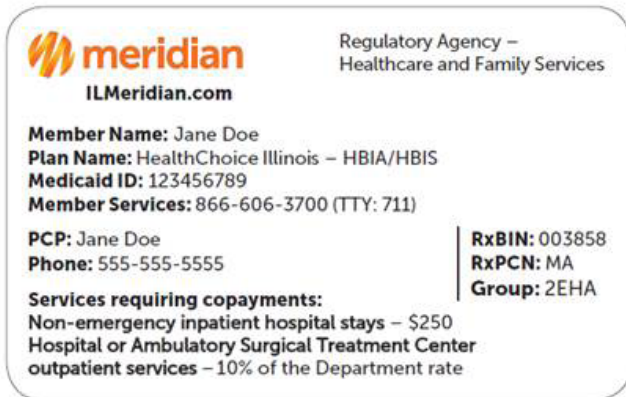 meridian
ILMeridian.com
Regulatory Agency –
Healthcare and Family Services
Member Name: Jane Doe
Plan Name: HealthChoice Illinois – HBIA/HBIS
Medicaid ID: 123456789
Member Services: 866-606-3700 (TTY: 711)
PCP: Jane Doe
Phone: 555-555-5555
RxBIN: 003858
RxPCN: MA
Group: 2EHA
Services requiring copayments:
Non-emergency inpatient hospital stays – $250
Hospital or Ambulatory Surgical Treatment Center
outpatient services – 10% of the Department rate